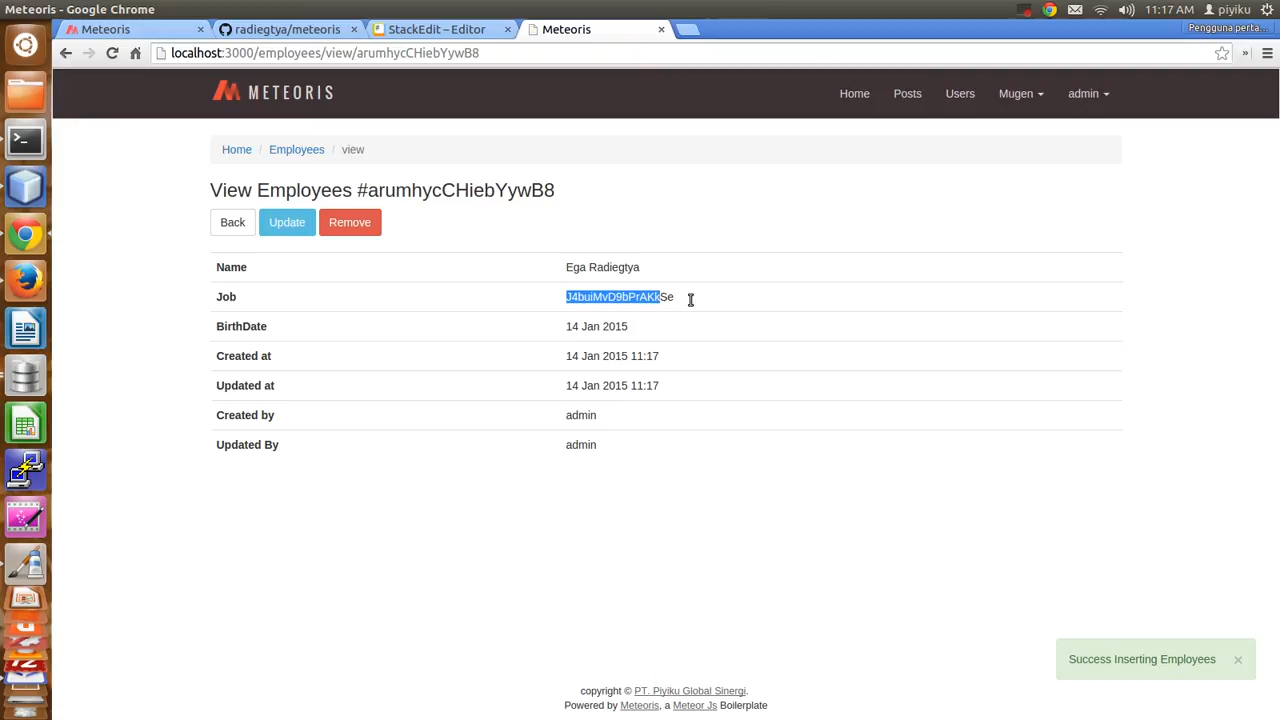 Meteoris - Google Chrome
11:17 AM piyiku
Meteoris
radiegtya/meteoris
StackEdit – Editor
Meteoris
Pengguna perta...
localhost:3000/employees/view/arumhycCHiebYywB8
METEORIS
Home
Posts
Users
Mugen
admin
Home / Employees / view
View Employees #arumhycCHiebYywB8
Back
Update
Remove
Name Ega Radiegtya
Job J4buiMvD9bPrAKkSe
BirthDate 14 Jan 2015
Created at 14 Jan 2015 11:17
Updated at 14 Jan 2015 11:17
Created by admin
Updated By admin
Success Inserting Employees ×
copyright © PT. Piyiku Global Sinergi.
Powered by Meteoris, a Meteor Js Boilerplate